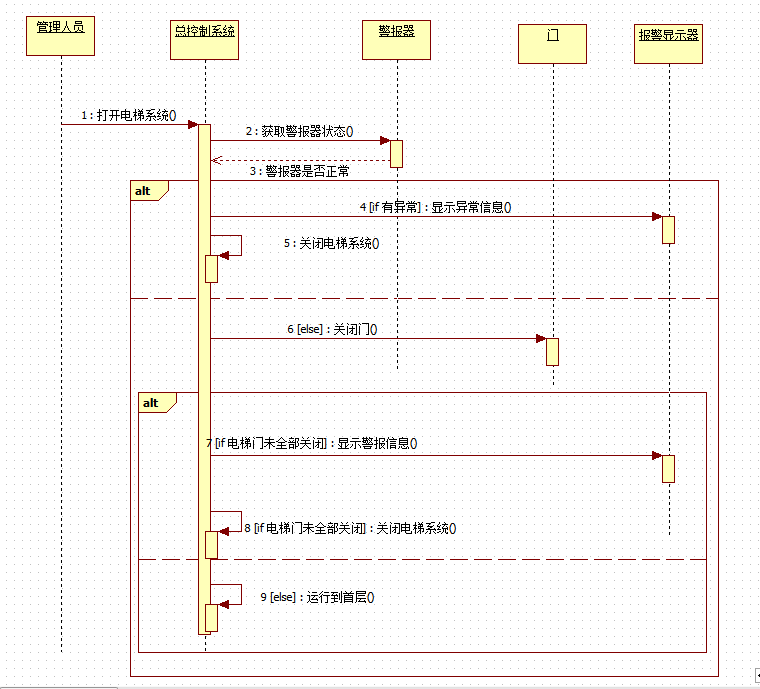 管理人员
总控制系统
警报器
门
报警显示器
1 : 打开电梯系统()
2 : 获取警报器状态()
3 : 警报器是否正常
alt
4 [if 有异常] : 显示异常信息()
5 : 关闭电梯系统()
6 [else] : 关闭门()
alt
7 [if 电梯门未全部关闭] : 显示警报信息()
8 [if 电梯门未全部关闭] : 关闭电梯系统()
9 [else] : 运行到首层()